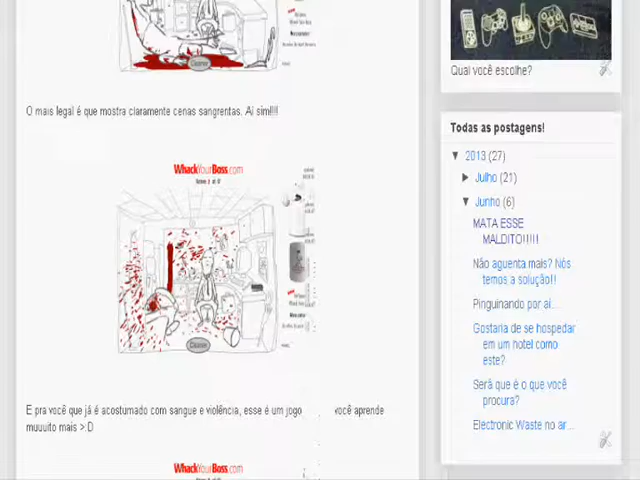 Qual você escolhe?
O mais legal é que mostra claramente cenas sangrentas. Aí sim!!!!
Todas as postagens!
▼ 2013 (27)
► Julho (21)
▼ Junho (6)
MATA ESSE
MALDITO!!!!!
Não aguenta mais? Nós
temos a solução!!
Pinguinando por aí...
Gostaria de se hospedar
em um hotel como
este?
Será que é o que você
procura?
Electronic Waste no ar...
WhackYourBoss.com
E pra você que já é acostumado com sangue e violência, esse é um jogo você aprende
muuuito mais >:D
WhackYourBoss.com